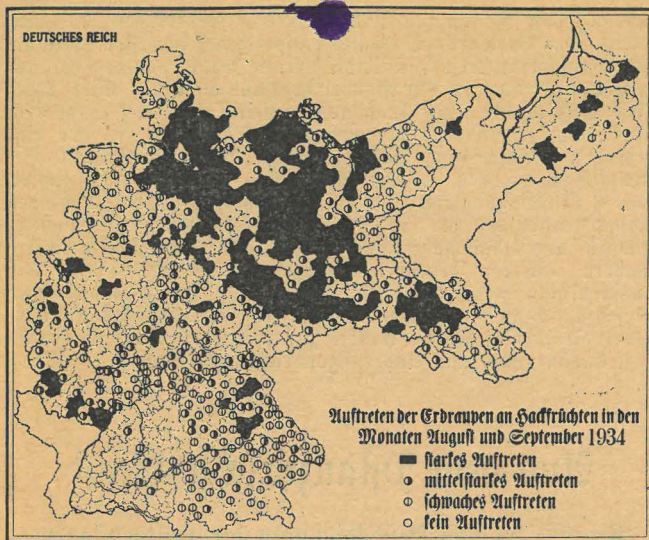 DEUTSCHES REICH
Auftreten der Erdraupen an Hackfrüchten in den
Monaten August und September 1934
starkes Auftreten
mittelstarkes Auftreten
schwaches Auftreten
kein Auftreten